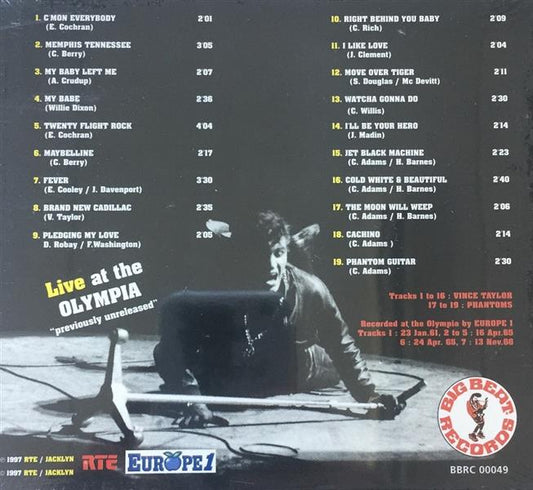 1. C'MON EVERYBODY 2'01
(E. Cochran)
2. MEMPHIS TENNESSEE 3'05
(C. Berry)
3. MY BABY LEFT ME 2'07
(A. Crudup)
4. MY BABE 2'36
(Willie Dixon)
5. TWENTY FLIGHT ROCK 4'04
(E. Cochran)
6. MAYBELLINE 2'17
(C. Berry)
7. FEVER 3'30
(E. Cooley / J. Davenport)
8. BRAND NEW CADILLAC 2'35
(V. Taylor)
9. PLEDGING MY LOVE 2'05
D. Robay / F.Washington)
10. RIGHT BEHIND YOU BABY 2'09
(C. Rich)
11. I LIKE LOVE 2'04
(J. Clement)
12. MOVE OVER TIGER 2'11
(S. Douglas / Mc Devitt)
13. WATCHA GONNA DO 2'30
(C. Willis)
14. I'LL BE YOUR HERO 2'14
(J. Madin)
15. JET BLACK MACHINE 2'23
(C. Adams / H. Barnes)
16. COLD WHITE & BEAUTIFUL 2'40
(C. Adams / H. Barnes)
17. THE MOON WILL WEEP 2'06
(C. Adams / H. Barnes)
18. CACHINO 2'14
(C. Adams )
19. PHANTOM GUITAR 2'30
(C. Adams)
Live at the
OLYMPIA
"previously unreleased"
Tracks 1 to 16 : VINCE TAYLOR
17 to 19 : PHANTOMS
Recorded at the Olympia by EUROPE 1
Tracks 1 : 23 Jan.61, 2 to 5 : 16 Apr.65
6 : 24 Apr. 65, 7 : 13 Nov.66
BIG BEAT
RECORDS
BBRC 00049
℗ 1997 RTE / JACKLYN
© 1997 RTE / JACKLYN
RTE
EUROPE 1